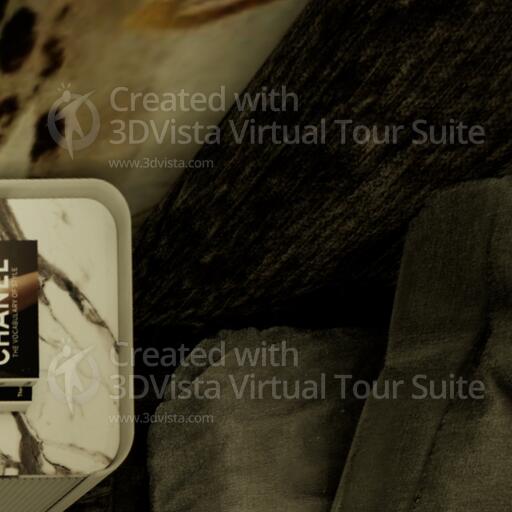 Created with
3DVista Virtual Tour Suite
www.3dvista.com
CHANEL
THE VOCABULARY OF STYLE
Created with
3DVista Virtual Tour Suite
www.3dvista.com